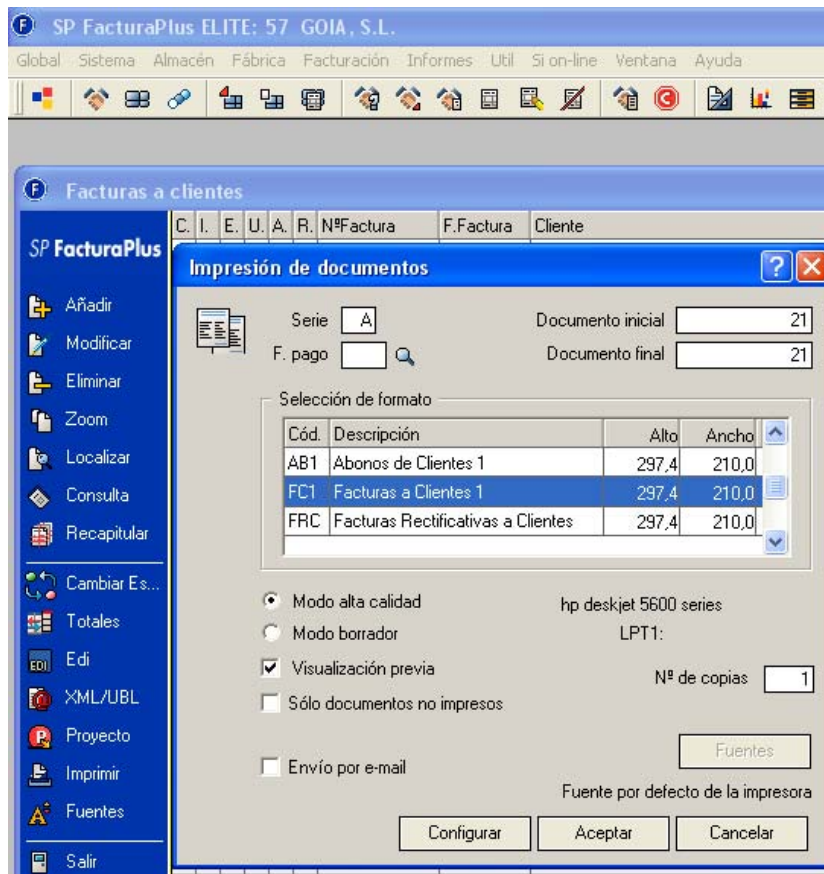 SP FacturaPlus ELITE: 57 GOIA, S.L.
Global Sistema Almacén Fábrica Facturación Informes Util Si on-line Ventana Ayuda
Facturas a clientes
C. I. E. U. A. R. NºFactura F.Factura Cliente
SP FacturaPlus
Añadir
Modificar
Eliminar
Zoom
Localizar
Consulta
Recapitular
Cambiar Es...
Totales
EDI Edi
XML/UBL
Proyecto
Imprimir
Fuentes
Salir
Impresión de documentos
Serie A Documento inicial 21
F. pago Documento final 21
Selección de formato
Cód. Descripción Alto Ancho
AB1 Abonos de Clientes 1 297,4 210,0
FC1 Facturas a Clientes 1 297,4 210,0
FRC Facturas Rectificativas a Clientes 297,4 210,0
Modo alta calidad hp deskjet 5600 series
Modo borrador LPT1:
Visualización previa
Nº de copias 1
Sólo documentos no impresos
Fuentes
Envío por e-mail
Fuente por defecto de la impresora
Configurar Aceptar Cancelar